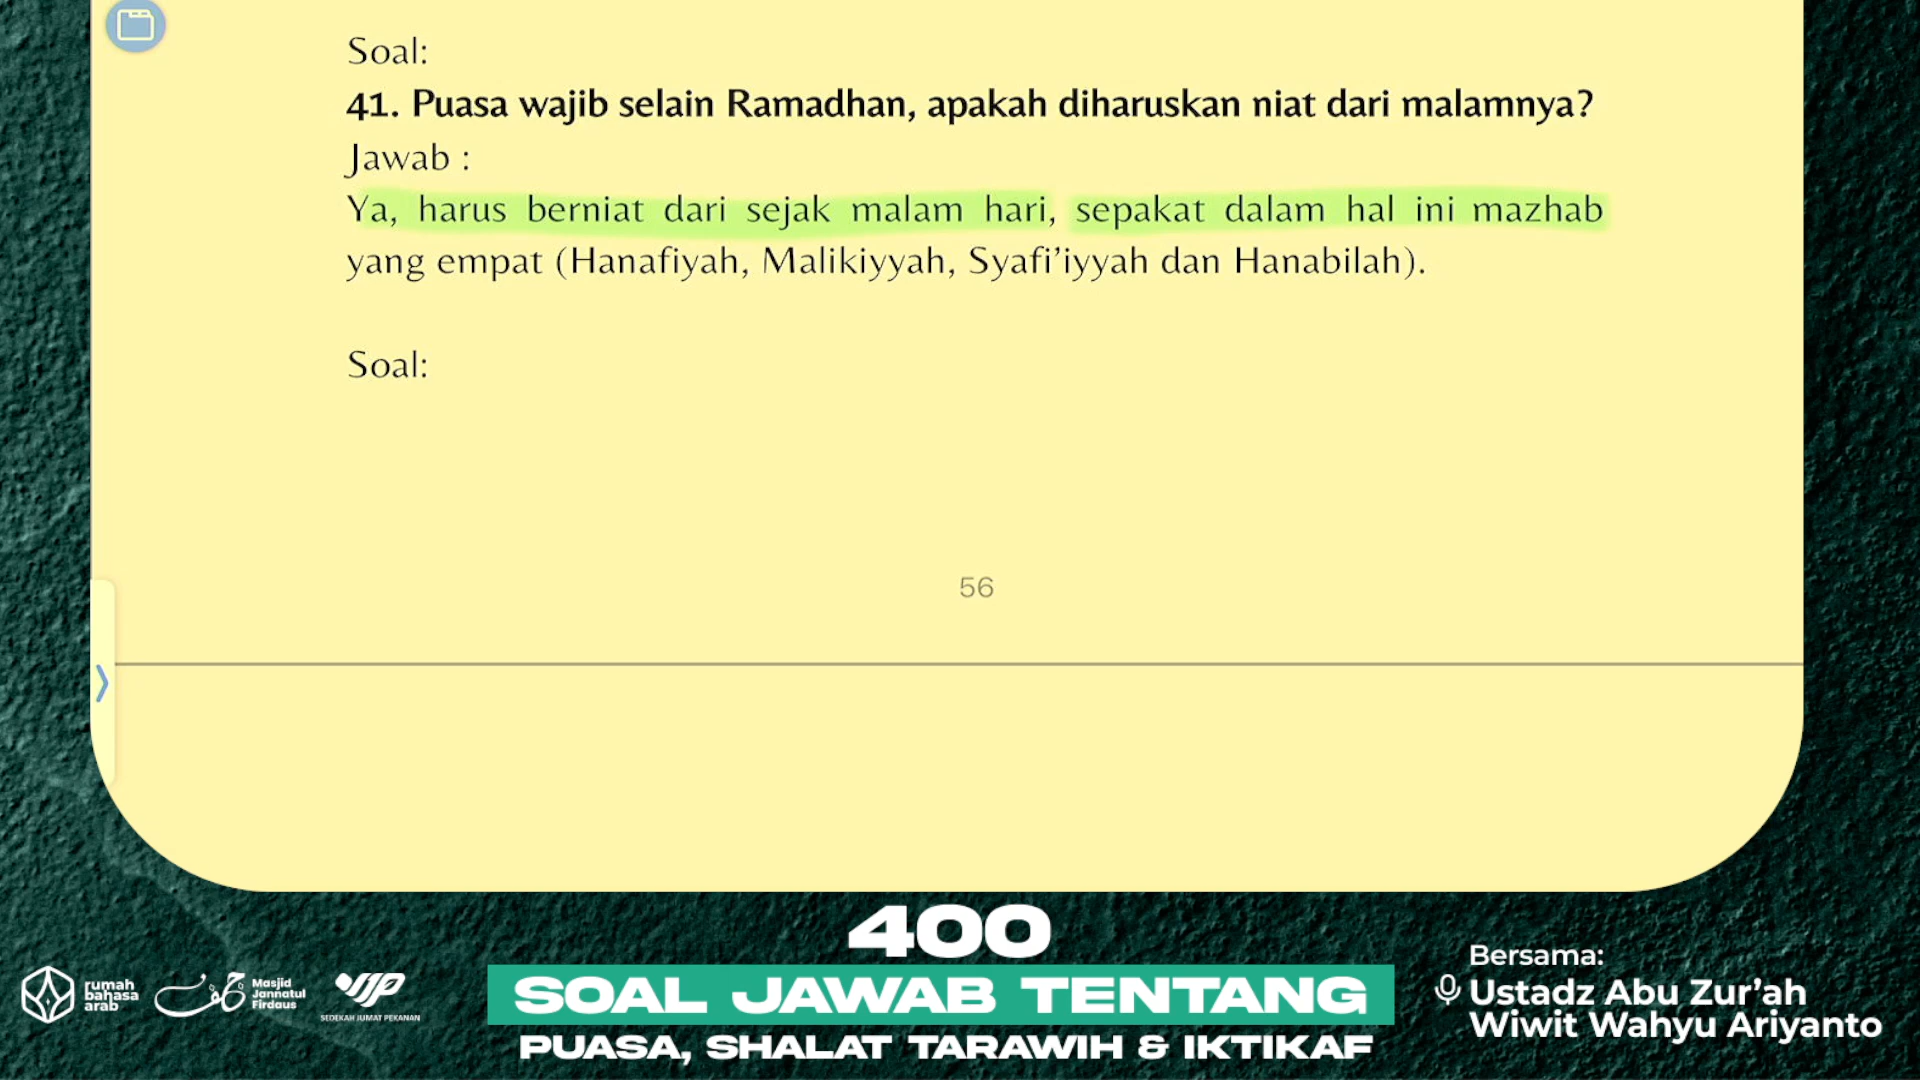 Soal:
41. Puasa wajib selain Ramadhan, apakah diharuskan niat dari malamnya?
Jawab :
Ya, harus berniat dari sejak malam hari, sepakat dalam hal ini mazhab
yang empat (Hanafiyah, Malikiyyah, Syafi’iyyah dan Hanabilah).
Soal:
56
400
SOAL JAWAB TENTANG
PUASA, SHALAT TARAWIH & IKTIKAF
rumah
bahasa
arab
Masjid
Jannatul
Firdaus
SJP
SEDEKAH JUMAT PEKANAN
Bersama:
Ustadz Abu Zur’ah
Wiwit Wahyu Ariyanto